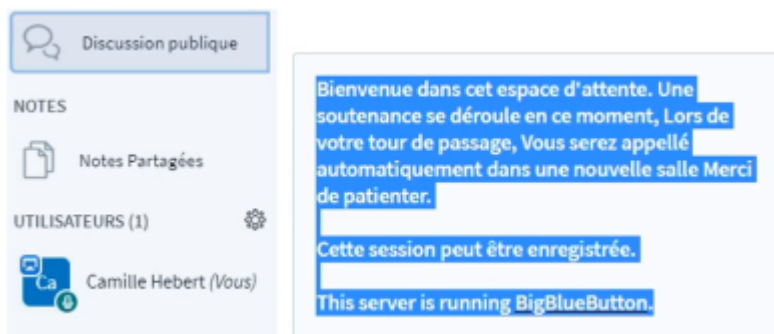 Discussion publique
NOTES
Notes Partagées
UTILISATEURS (1)
Ca
Camille Hebert (Vous)
Bienvenue dans cet espace d'attente. Une
soutenance se déroule en ce moment, Lors de
votre tour de passage, Vous serez appellé
automatiquement dans une nouvelle salle Merci
de patienter.
Cette session peut être enregistrée.
This server is running BigBlueButton.